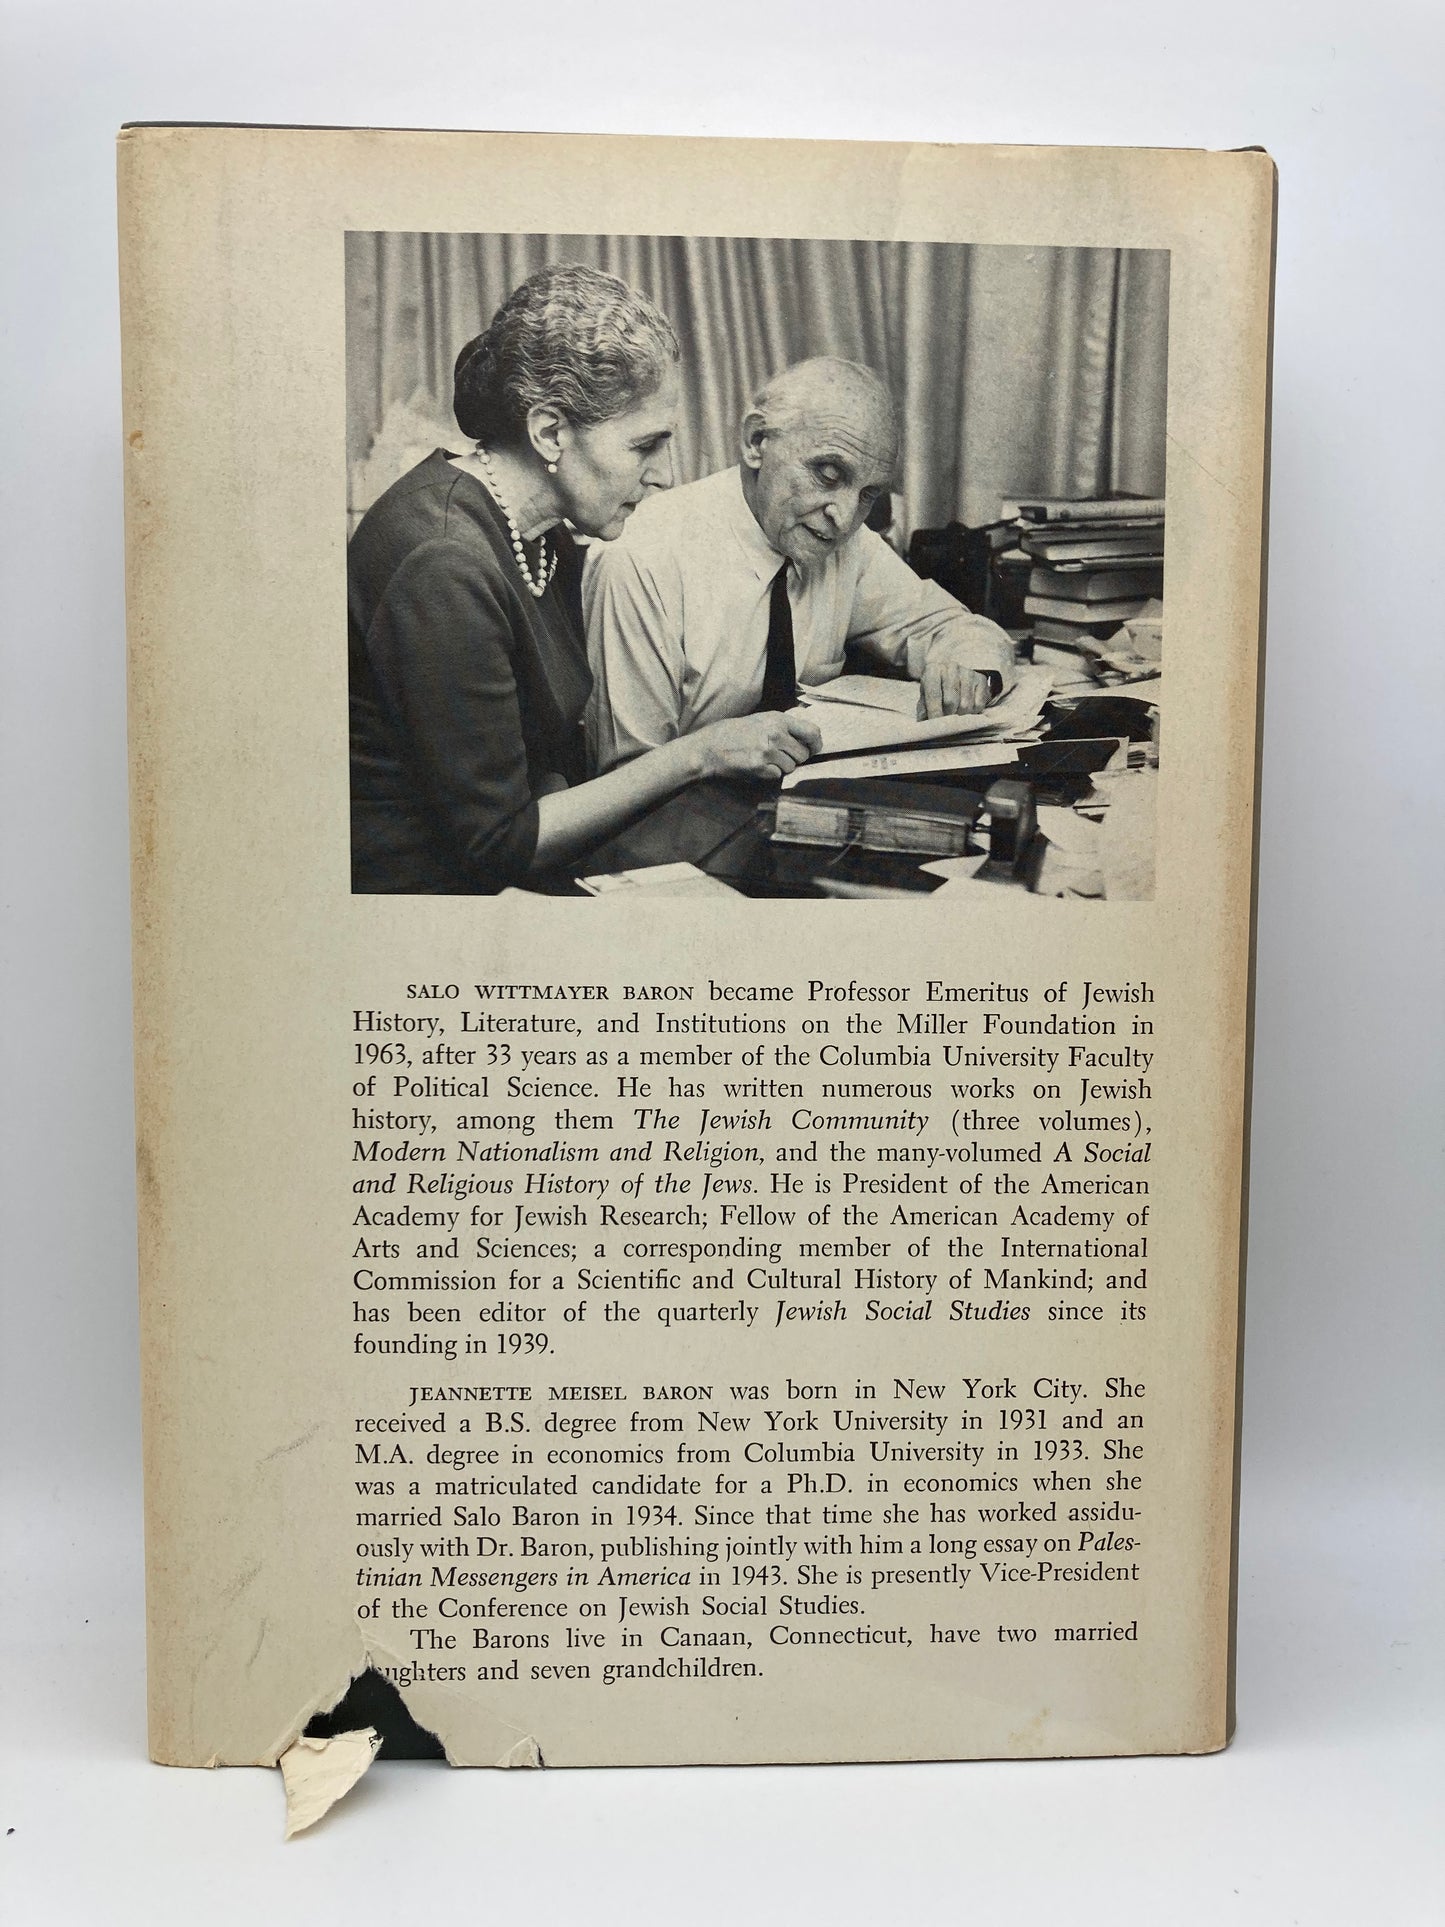 SALO WITTMAYER BARON became Professor Emeritus of Jewish
History, Literature, and Institutions on the Miller Foundation in
1963, after 33 years as a member of the Columbia University Faculty
of Political Science. He has written numerous works on Jewish
history, among them The Jewish Community (three volumes),
Modern Nationalism and Religion, and the many-volumed A Social
and Religious History of the Jews. He is President of the American
Academy for Jewish Research; Fellow of the American Academy of
Arts and Sciences; a corresponding member of the International
Commission for a Scientific and Cultural History of Mankind; and
has been editor of the quarterly Jewish Social Studies since its
founding in 1939.
JEANNETTE MEISEL BARON was born in New York City. She
received a B.S. degree from New York University in 1931 and an
M.A. degree in economics from Columbia University in 1933. She
was a matriculated candidate for a Ph.D. in economics when she
married Salo Baron in 1934. Since that time she has worked assidu-
ously with Dr. Baron, publishing jointly with him a long essay on Pales-
tinian Messengers in America in 1943. She is presently Vice-President
of the Conference on Jewish Social Studies.
The Barons live in Canaan, Connecticut, have two married
ughters and seven grandchildren.